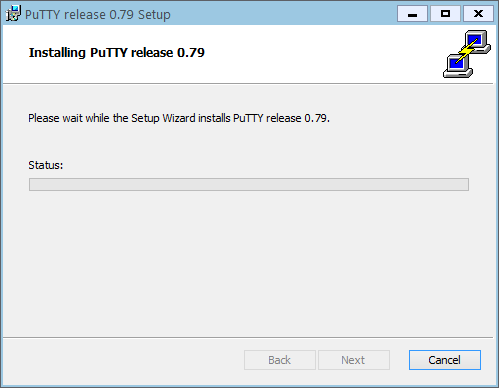 PuTTY release 0.79 Setup
Installing PuTTY release 0.79
Please wait while the Setup Wizard installs PuTTY release 0.79.
Status:
Back Next Cancel